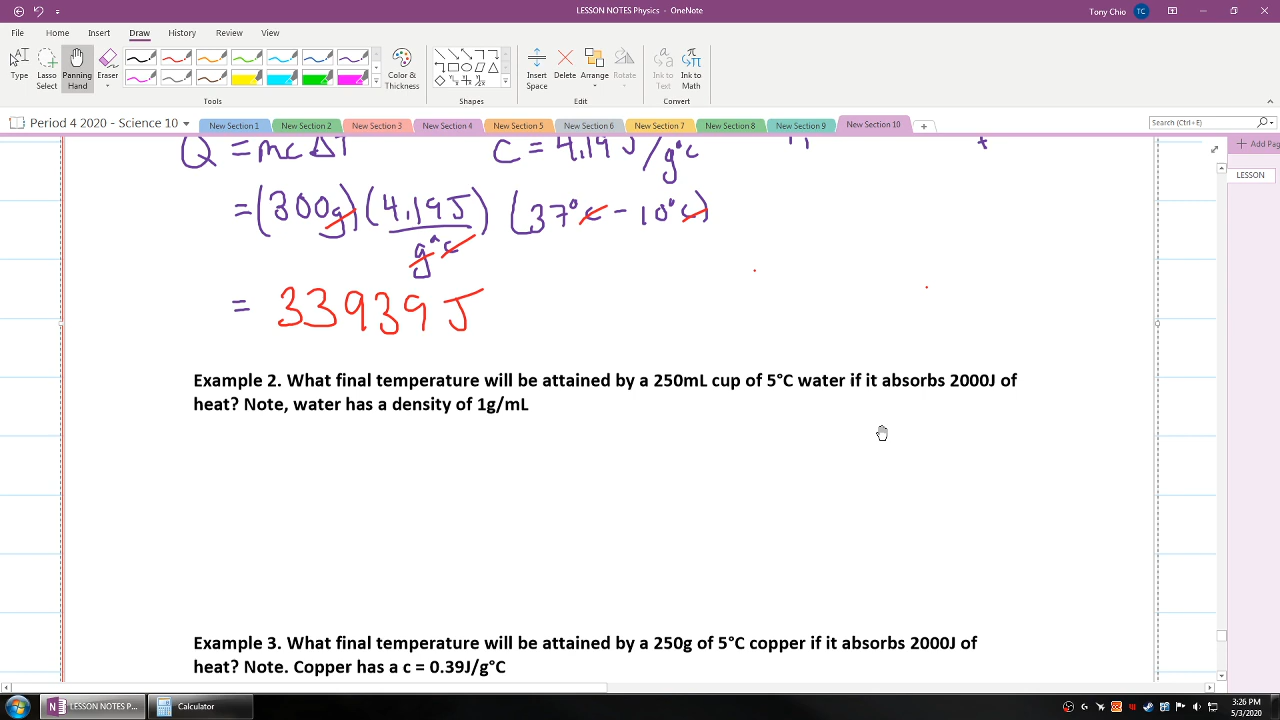 LESSON NOTES Physics - OneNote
Tony Chio TC
File Home Insert Draw History Review View
Type Lasso Select Panning Hand Eraser Color & Thickness Insert Space Delete Arrange Rotate Ink to Text Ink to Math
Tools Shapes Edit Convert
Period 4 2020 - Science 10 New Section 1 New Section 2 New Section 3 New Section 4 New Section 5 New Section 6 New Section 7 New Section 8 New Section 9 New Section 10 Search (Ctrl+E)
Add Pag
LESSON
Q = mcΔT C = 4.19 J/g°C
= (300g) (4.19J/g°C) (37°C - 10°C)
= 33939 J
Example 2. What final temperature will be attained by a 250mL cup of 5°C water if it absorbs 2000J of
heat? Note, water has a density of 1g/mL
Example 3. What final temperature will be attained by a 250g of 5°C copper if it absorbs 2000J of
heat? Note. Copper has a c = 0.39J/g°C
LESSON NOTES P... Calculator
3:26 PM
5/3/2020